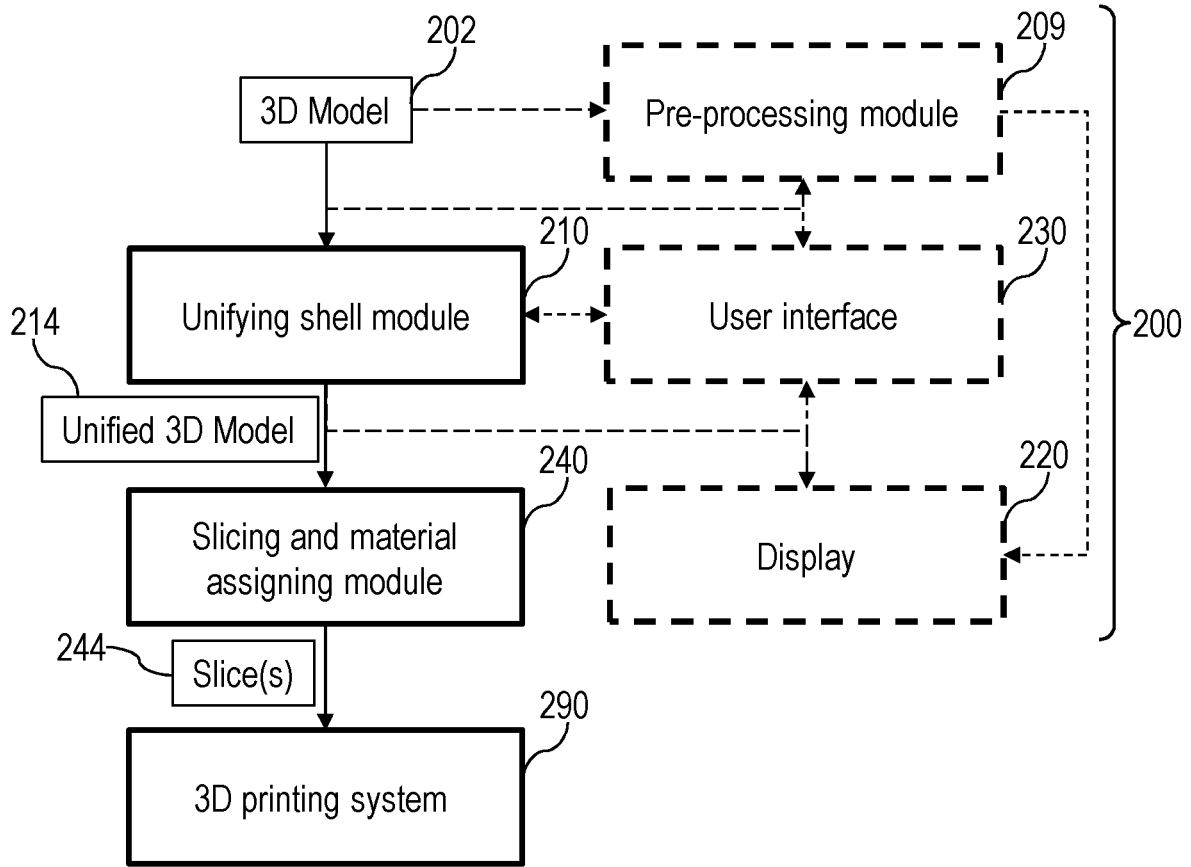 202
209
3D Model
Pre-processing module
210
230
Unifying shell module
User interface
214
200
Unified 3D Model
240
220
Slicing and material
assigning module
Display
244
Slice(s)
290
3D printing system